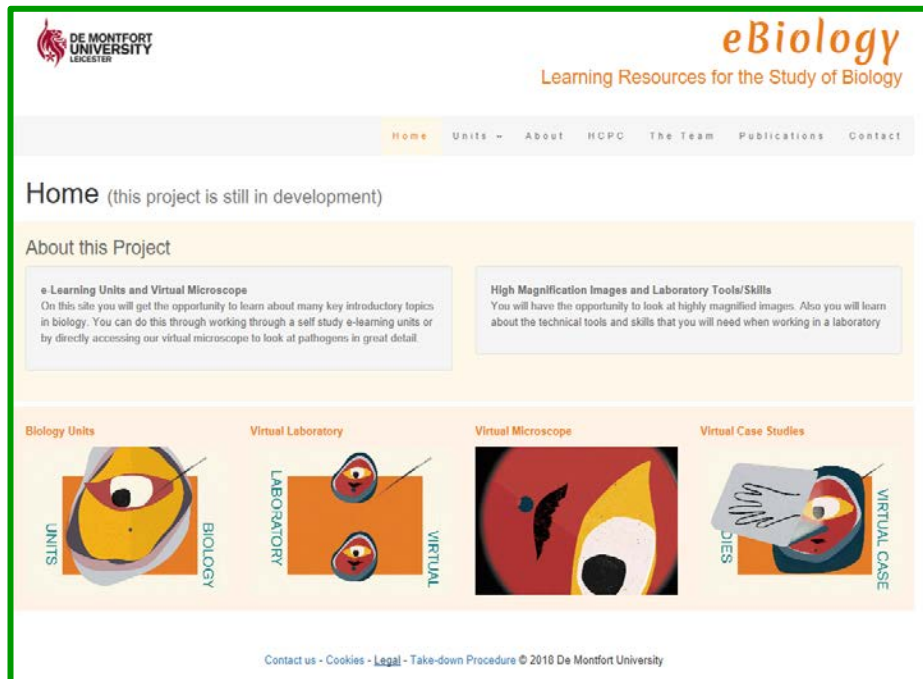 DE MONTFORT
UNIVERSITY
LEICESTER
eBiology
Learning Resources for the Study of Biology
Home Units About HCPC The Team Publications Contact
Home (this project is still in development)
About this Project
e-Learning Units and Virtual Microscope
On this site you will get the opportunity to learn about many key introductory topics
in biology. You can do this through working through a self study e-learning units or
by directly accessing our virtual microscope to look at pathogens in great detail.
High Magnification Images and Laboratory Tools/Skills
You will have the opportunity to look at highly magnified images. Also you will learn
about the technical tools and skills that you will need when working in a laboratory
Biology Units
Virtual Laboratory
Virtual Microscope
Virtual Case Studies
UNITS
BIOLOGY
LABORATORY
VIRTUAL
DIES
VIRTUAL CASE
Contact us - Cookies - Legal - Take-down Procedure © 2018 De Montfort University